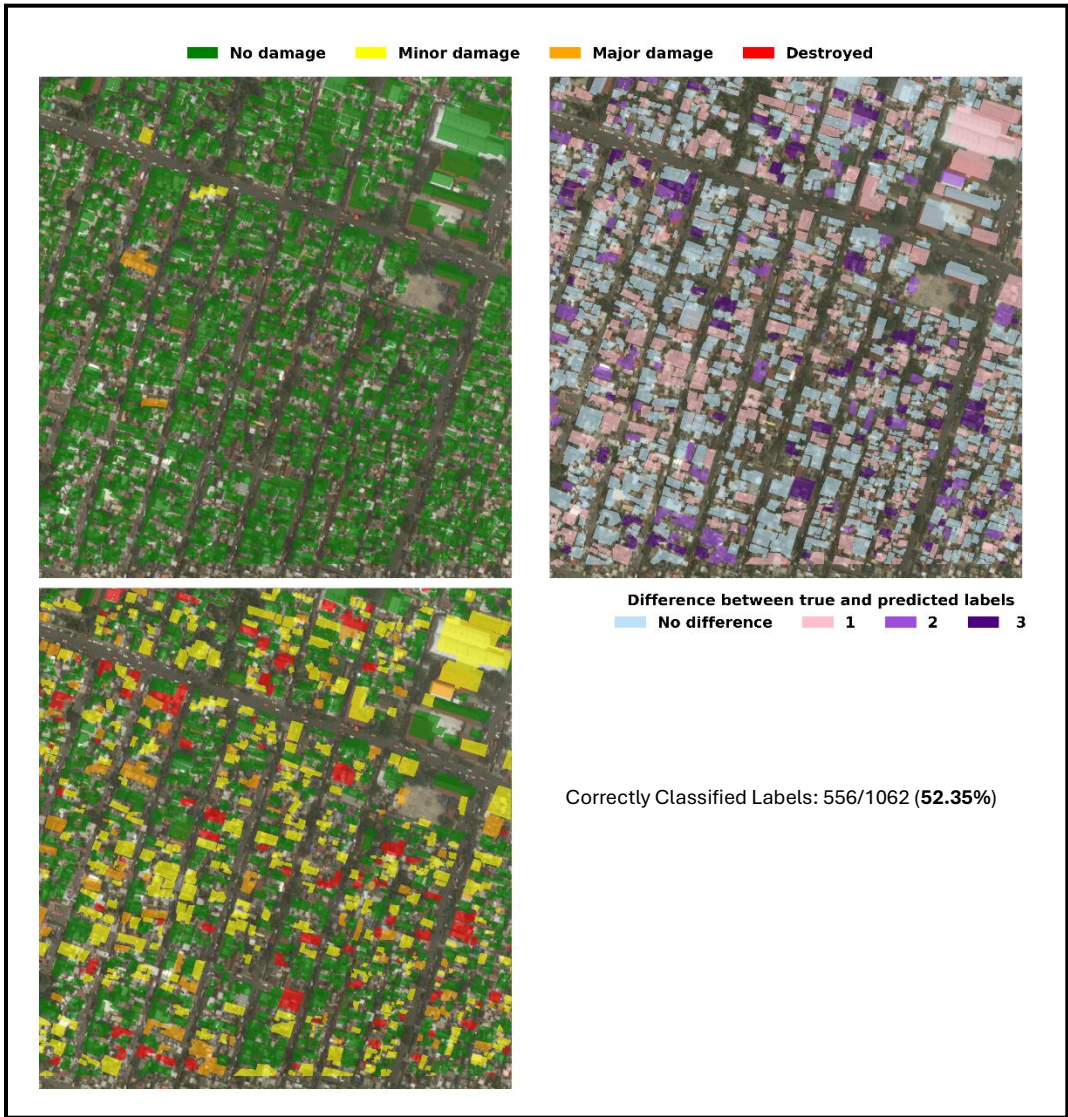 No damage Minor damage Major damage Destroyed
Difference between true and predicted labels
No difference 1 2 3
Correctly Classified Labels: 556/1062 (52.35%)